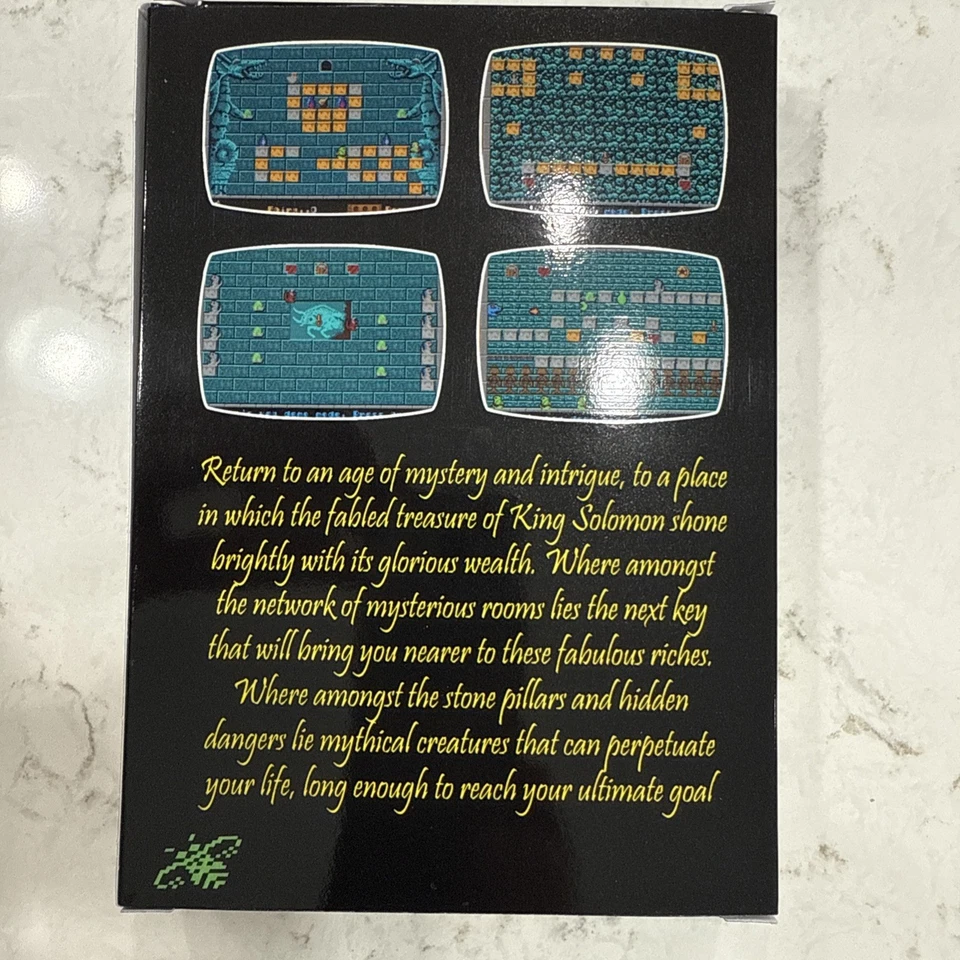 Fairy:2
Return to an age of mystery and intrigue, to a place
in which the fabled treasure of King Solomon shone
brightly with its glorious wealth. Where amongst
the network of mysterious rooms lies the next key
that will bring you nearer to these fabulous riches.
Where amongst the stone pillars and hidden
dangers lie mythical creatures that can perpetuate
your life, long enough to reach your ultimate goal